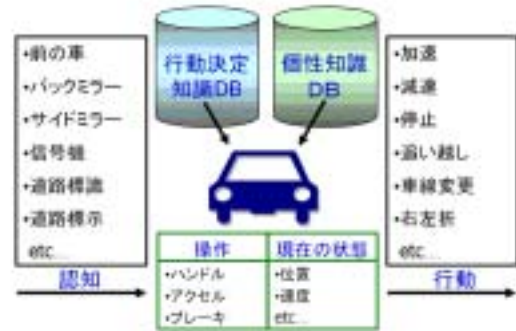 ・前の車
・バックミラー
・サイドミラー
・信号機
・道路標識
・道路標示
etc...
認知
行動決定
知識DB
個性知識
DB
操作
・ハンドル
・アクセル
・ブレーキ
現在の状態
・位置
・速度
etc...
・加速
・減速
・停止
・追い越し
・車線変更
・右左折
etc...
行動